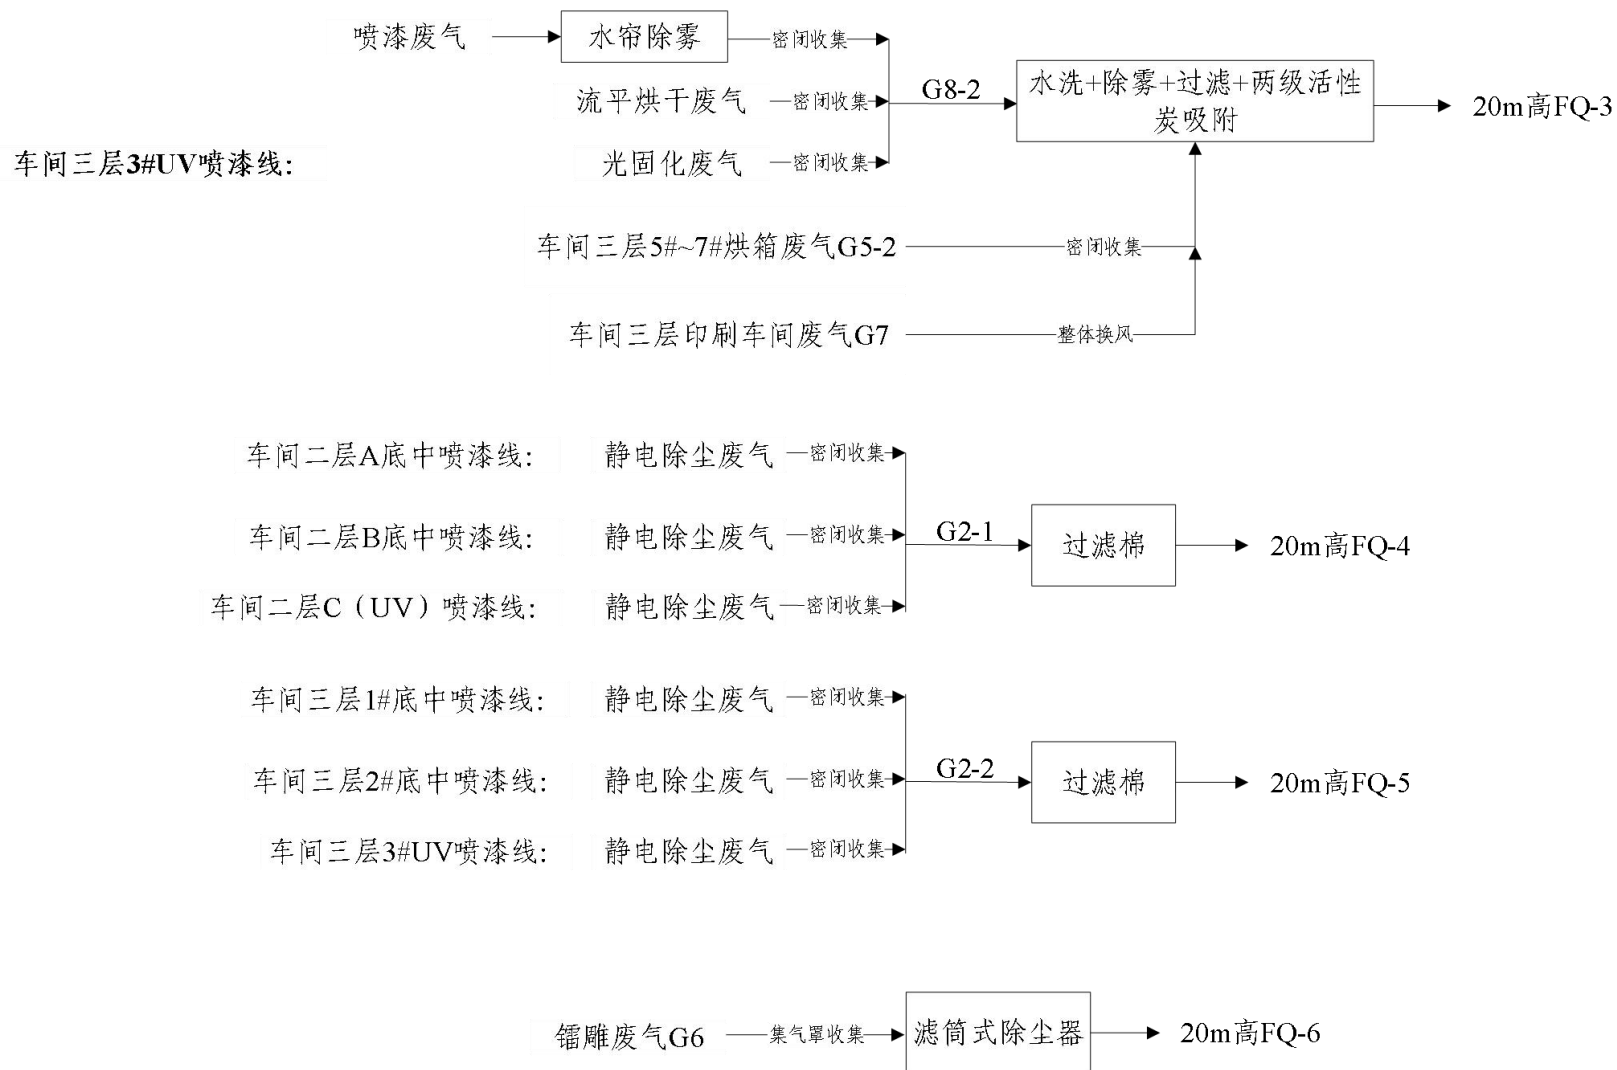 喷漆废气 水帘除雾 密闭收集
流平烘干废气 密闭收集 G8-2 水洗+除雾+过滤+两级活性
炭吸附 20m高FQ-3
车间三层3#UV喷漆线： 光固化废气 密闭收集
车间三层5#~7#烘箱废气G5-2 密闭收集
车间三层印刷车间废气G7 整体换风
车间二层A底中喷漆线： 静电除尘废气 密闭收集
车间二层B底中喷漆线： 静电除尘废气 密闭收集 G2-1 过滤棉 20m高FQ-4
车间二层C（UV）喷漆线： 静电除尘废气 密闭收集
车间三层1#底中喷漆线： 静电除尘废气 密闭收集
车间三层2#底中喷漆线： 静电除尘废气 密闭收集 G2-2 过滤棉 20m高FQ-5
车间三层3#UV喷漆线： 静电除尘废气 密闭收集
镭雕废气G6 集气罩收集 滤筒式除尘器 20m高FQ-6